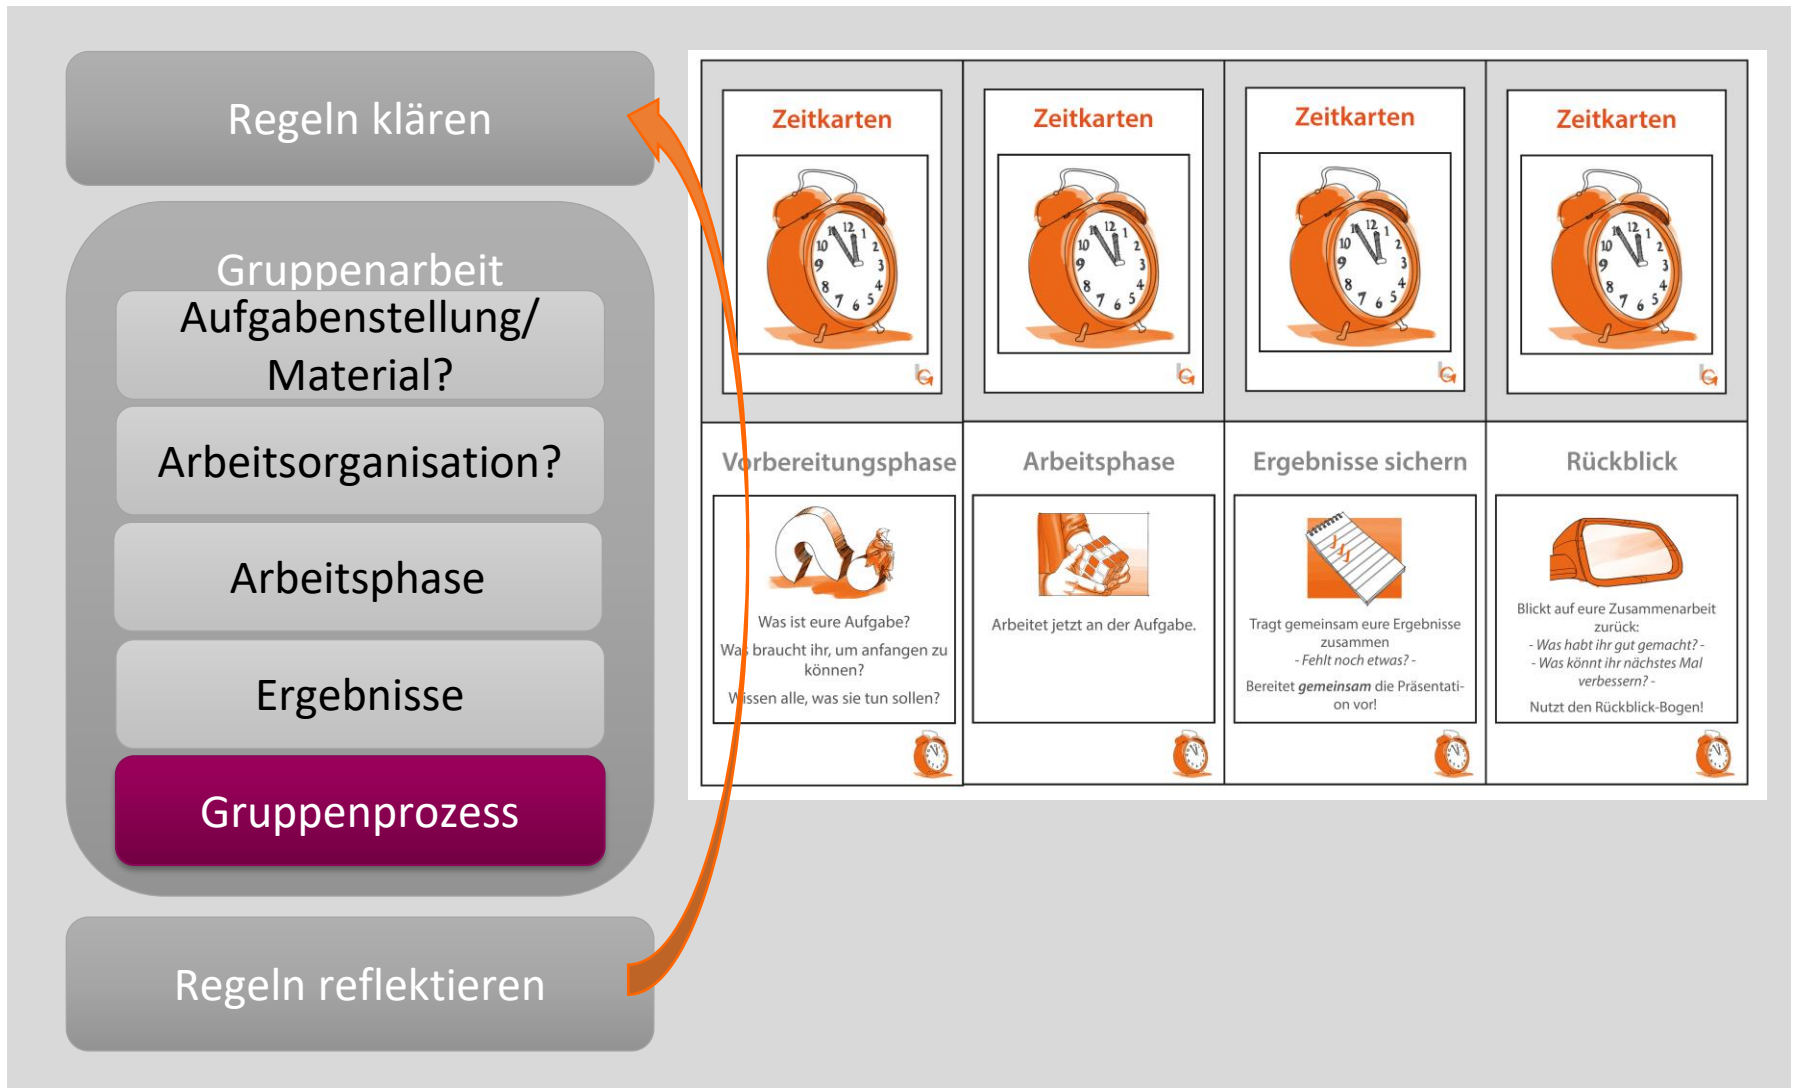 Regeln klären
Gruppenarbeit
Aufgabenstellung/
Material?
Arbeitsorganisation?
Arbeitsphase
Ergebnisse
Gruppenprozess
Regeln reflektieren
Zeitkarten
Zeitkarten
Zeitkarten
Zeitkarten
Vorbereitungsphase
Was ist eure Aufgabe?
Was braucht ihr, um anfangen zu
können?
Wissen alle, was sie tun sollen?
Arbeitsphase
Arbeitet jetzt an der Aufgabe.
Ergebnisse sichern
Tragt gemeinsam eure Ergebnisse
zusammen
- Fehlt noch etwas? -
Bereitet gemeinsam die Präsentati-
on vor!
Rückblick
Blickt auf eure Zusammenarbeit
zurück:
- Was habt ihr gut gemacht? -
- Was könnt ihr nächstes Mal
verbessern? -
Nutzt den Rückblick-Bogen!